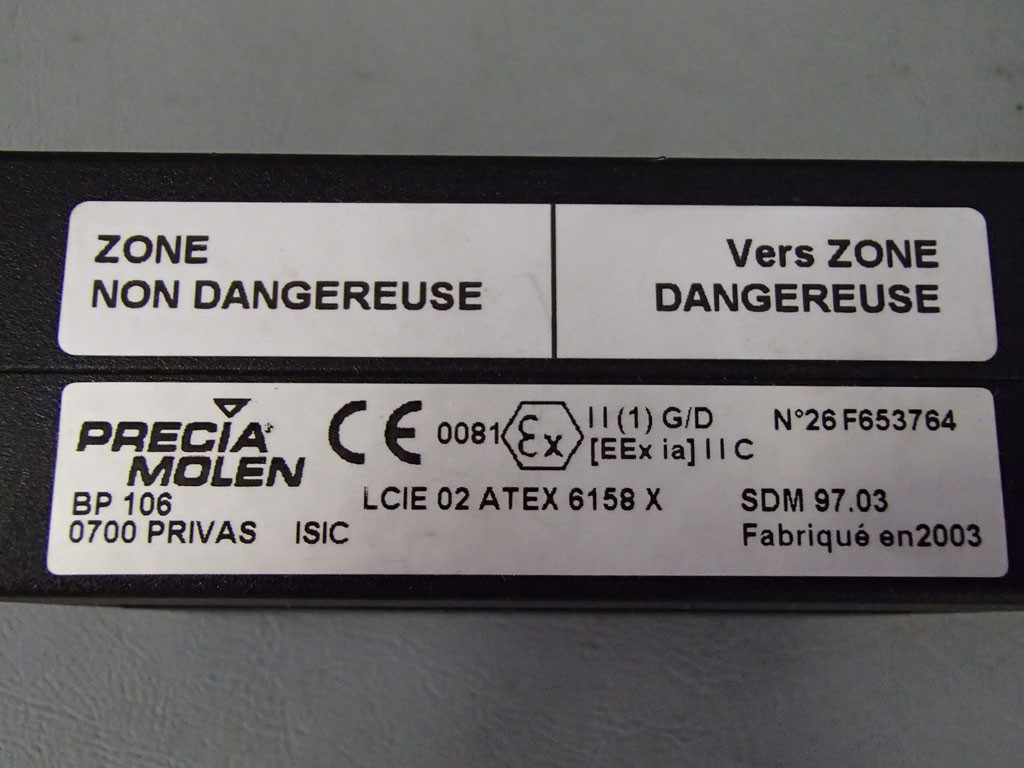 ZONE
NON DANGEREUSE
Vers ZONE
DANGEREUSE
PRECIA
MOLEN
BP 106
0700 PRIVAS ISIC
CE 0081 Ex II (1) G/D
[EEx ia] II C
LCIE 02 ATEX 6158 X
N°26 F653764
SDM 97.03
Fabriqué en2003